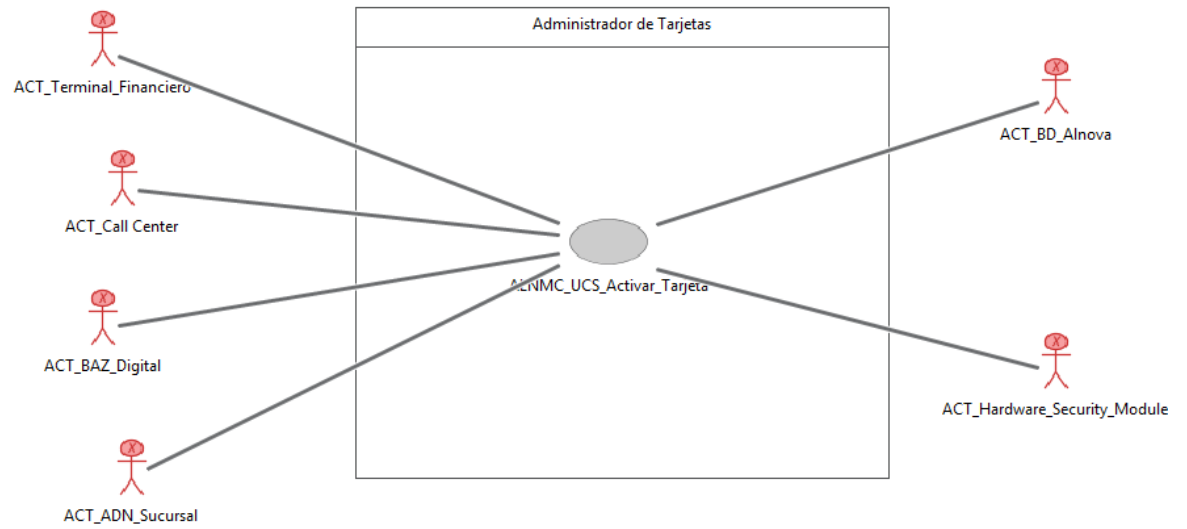 Administrador de Tarjetas
ACT_Terminal_Financiero
ACT_BD_Alnova
ACT_Call Center
ALNMC_UCS_Activar_Tarjeta
ACT_BAZ_Digital
ACT_Hardware_Security_Module
ACT_ADN_Sucursal